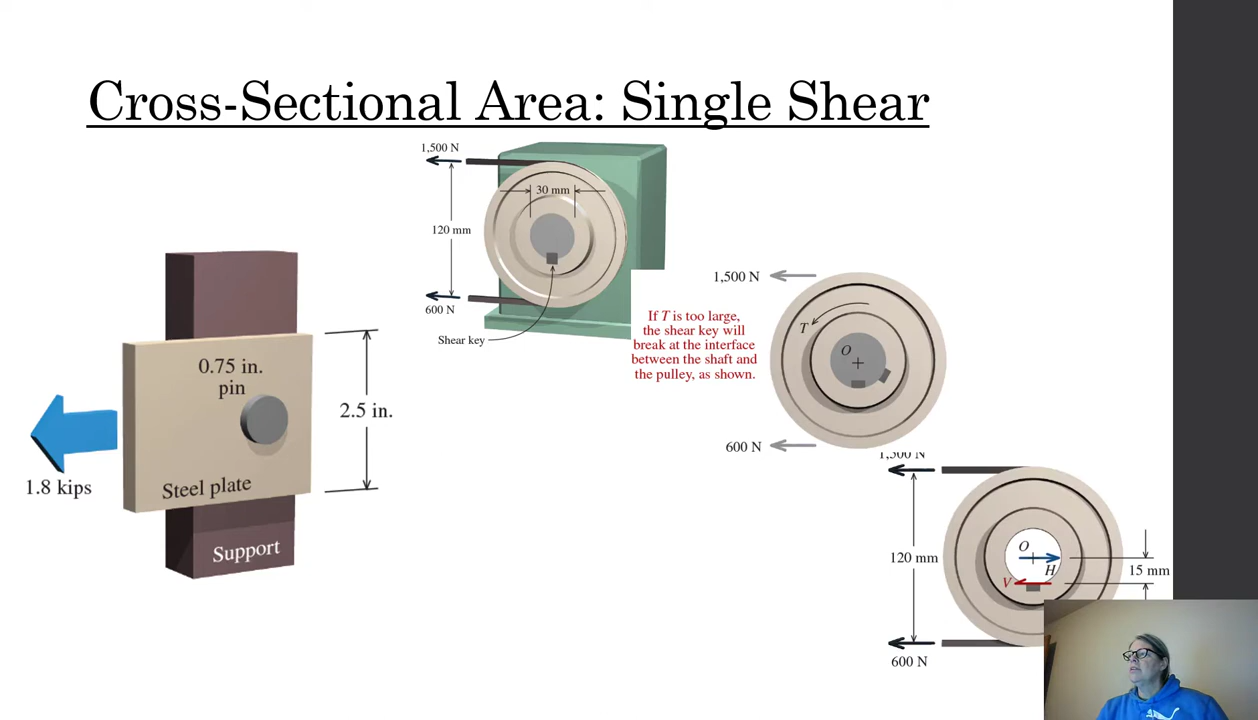 Cross-Sectional Area: Single Shear
1,500 N
30 mm
120 mm
600 N
Shear key
0.75 in.
pin
2.5 in.
1.8 kips
Steel plate
Support
If T is too large,
the shear key will
break at the interface
between the shaft and
the pulley, as shown.
1,500 N
T
O
600 N
1,500 N
120 mm
O
H
V
15 mm
600 N